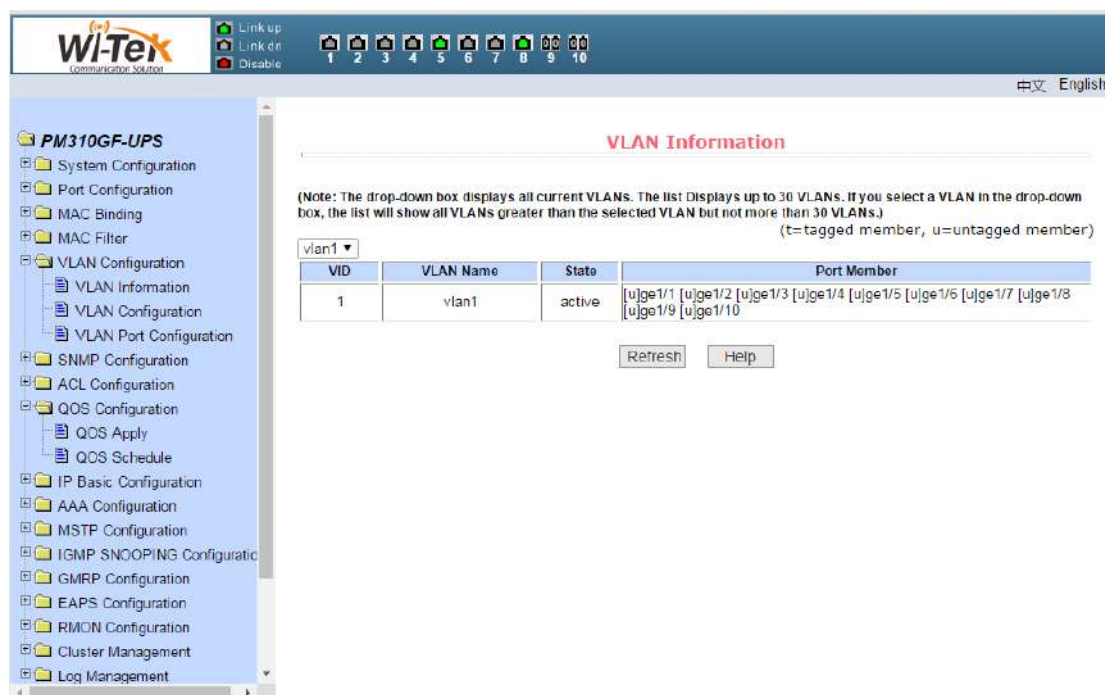 Wi-Tek
Communication Solution
Link up
Link dn
Disable
1 2 3 4 5 6 7 8 9 10
中文 English
PM310GF-UPS
System Configuration
Port Configuration
MAC Binding
MAC Filter
VLAN Configuration
VLAN Information
VLAN Configuration
VLAN Port Configuration
SNMP Configuration
ACL Configuration
QOS Configuration
QOS Apply
QOS Schedule
IP Basic Configuration
AAA Configuration
MSTP Configuration
IGMP SNOOPING Configuratio
GMRP Configuration
EAPS Configuration
RMON Configuration
Cluster Management
Log Management
VLAN Information
(Note: The drop-down box displays all current VLANs. The list Displays up to 30 VLANs. If you select a VLAN in the drop-down
box, the list will show all VLANs greater than the selected VLAN but not more than 30 VLANs.)
(t=tagged member, u=untagged member)
vlan1
VID VLAN Name State Port Member
1 vlan1 active [u]ge1/1 [u]ge1/2 [u]ge1/3 [u]ge1/4 [u]ge1/5 [u]ge1/6 [u]ge1/7 [u]ge1/8
[u]ge1/9 [u]ge1/10
Refresh Help